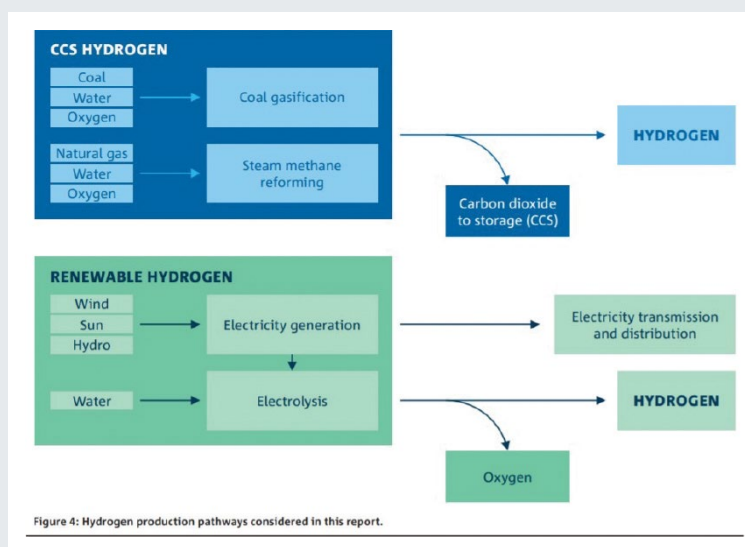 CCS HYDROGEN
Coal
Water
Oxygen
Coal gasification
Natural gas
Water
Oxygen
Steam methane
reforming
HYDROGEN
Carbon dioxide
to storage (CCS)
RENEWABLE HYDROGEN
Wind
Sun
Hydro
Electricity generation
Electricity transmission
and distribution
Water
Electrolysis
HYDROGEN
Oxygen
Figure 4: Hydrogen production pathways considered in this report.